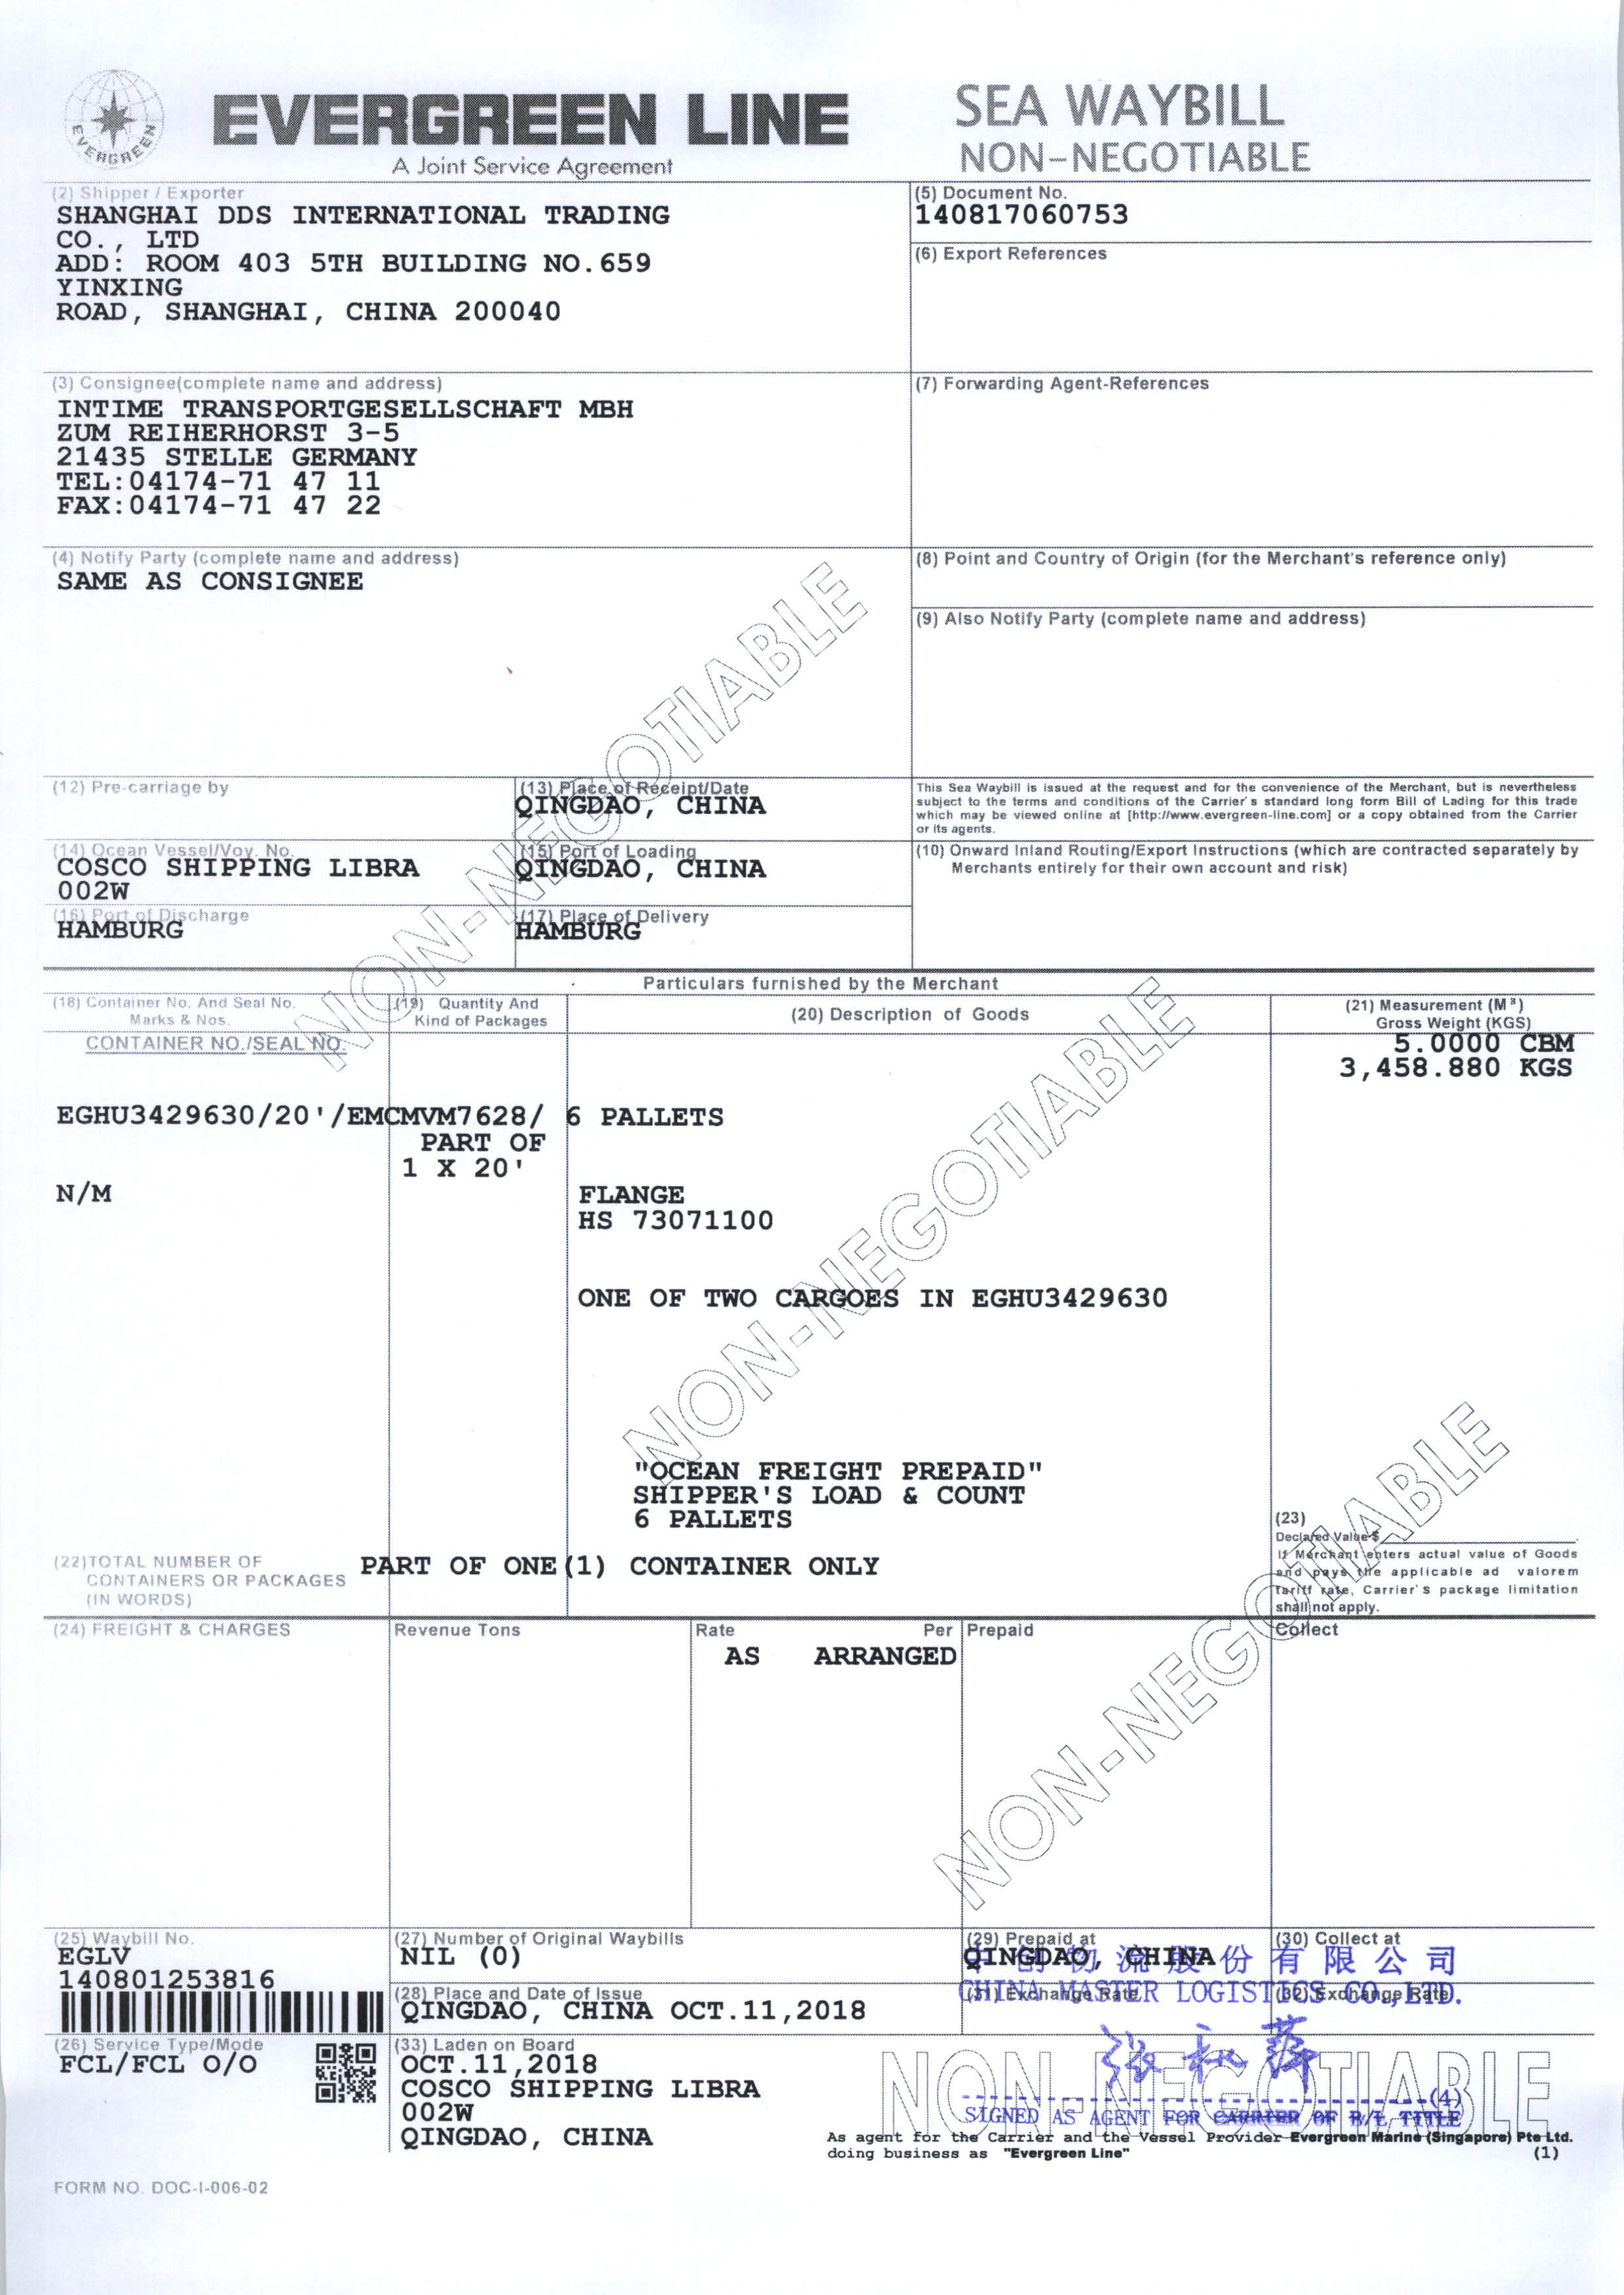 EVERGREEN
EVERGREEN LINE
A Joint Service Agreement
SEA WAYBILL
NON-NEGOTIABLE
(2) Shipper / Exporter
SHANGHAI DDS INTERNATIONAL TRADING
CO., LTD
ADD: ROOM 403 5TH BUILDING NO.659
YINXING
ROAD, SHANGHAI, CHINA 200040
(5) Document No.
140817060753
(6) Export References
(3) Consignee(complete name and address)
INTIME TRANSPORTGESELLSCHAFT MBH
ZUM REIHERHORST 3-5
21435 STELLE GERMANY
TEL:04174-71 47 11
FAX:04174-71 47 22
(7) Forwarding Agent-References
(4) Notify Party (complete name and address)
SAME AS CONSIGNEE
(8) Point and Country of Origin (for the Merchant's reference only)
(9) Also Notify Party (complete name and address)
NON-NEGOTIABLE
(12) Pre-carriage by
(13) Place of Receipt/Date
QINGDAO, CHINA
This Sea Waybill is issued at the request and for the convenience of the Merchant, but is nevertheless
subject to the terms and conditions of the Carrier's standard long form Bill of Lading for this trade
which may be viewed online at [http://www.evergreen-line.com] or a copy obtained from the Carrier
or its agents.
(14) Ocean Vessel/Voy. No.
COSCO SHIPPING LIBRA
002W
(15) Port of Loading
QINGDAO, CHINA
(10) Onward Inland Routing/Export Instructions (which are contracted separately by
Merchants entirely for their own account and risk)
(16) Port of Discharge
HAMBURG
(17) Place of Delivery
HAMBURG
Particulars furnished by the Merchant
(18) Container No. And Seal No.
Marks & Nos.
(19) Quantity And
Kind of Packages
(20) Description of Goods
(21) Measurement (M³)
Gross Weight (KGS)
CONTAINER NO./SEAL NO.
5.0000 CBM
3,458.880 KGS
EGHU3429630/20'/EMCMVM7628/ 6 PALLETS
PART OF
1 X 20'
N/M
FLANGE
HS 73071100
ONE OF TWO CARGOES IN EGHU3429630
NON-NEGOTIABLE
"OCEAN FREIGHT PREPAID"
SHIPPER'S LOAD & COUNT
6 PALLETS
(22)TOTAL NUMBER OF
CONTAINERS OR PACKAGES
(IN WORDS)
PART OF ONE(1) CONTAINER ONLY
(23)
Declared Value $
If Merchant enters actual value of Goods
and pays the applicable ad valorem
tariff rate, Carrier's package limitation
shall not apply.
(24) FREIGHT & CHARGES
Revenue Tons
Rate
Per
Prepaid
Collect
AS ARRANGED
NON-NEGOTIABLE
(25) Waybill No.
EGLV
140801253816
(27) Number of Original Waybills
NIL (0)
(29) Prepaid at
QINGDAO, CHINA
(30) Collect at
中创物流股份有限公司
CHINA MASTER LOGISTICS CO.,LTD.
(28) Place and Date of Issue
QINGDAO, CHINA OCT.11,2018
(31) Exchange Rate
(32) Exchange Rate
(26) Service Type/Mode
FCL/FCL O/O
(33) Laden on Board
OCT.11,2018
COSCO SHIPPING LIBRA
002W
QINGDAO, CHINA
NON-NEGOTIABLE
(4)
SIGNED AS AGENT FOR CARRIER OF B/L TITLE
As agent for the Carrier and the Vessel Provider Evergreen Marine (Singapore) Pte Ltd.
doing business as "Evergreen Line"
(1)
FORM NO. DOC-I-006-02